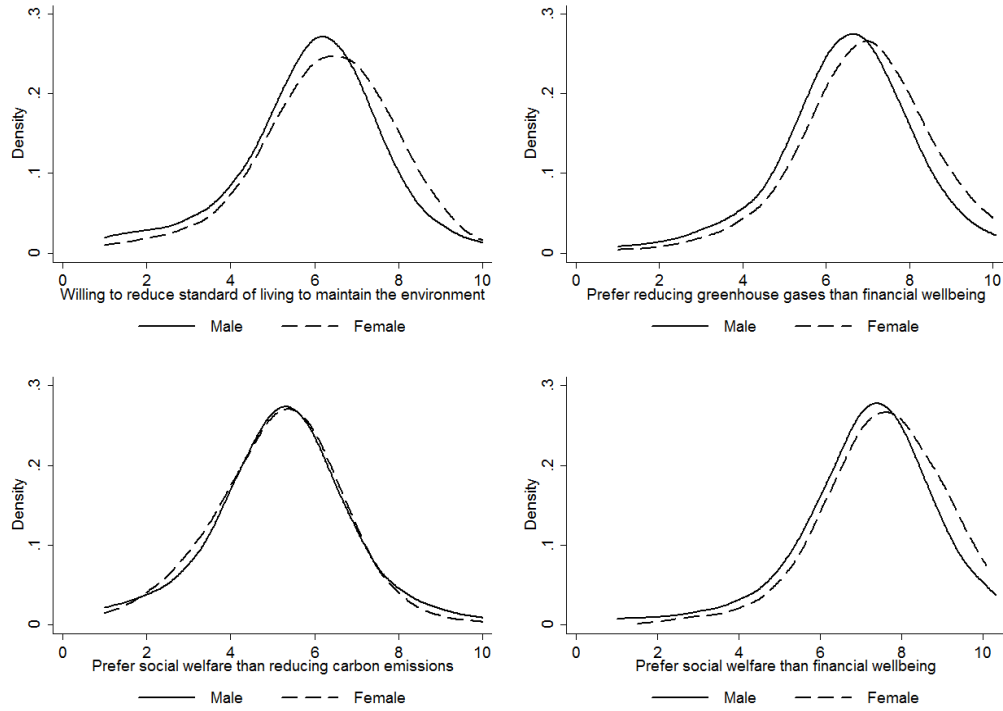 .3
.2
.1
0
Density
0 2 4 6 8 10
Willing to reduce standard of living to maintain the environment
Male Female
.3
.2
.1
0
Density
0 2 4 6 8 10
Prefer reducing greenhouse gases than financial wellbeing
Male Female
.3
.2
.1
0
Density
0 2 4 6 8 10
Prefer social welfare than reducing carbon emissions
Male Female
.3
.2
.1
0
Density
0 2 4 6 8 10
Prefer social welfare than financial wellbeing
Male Female